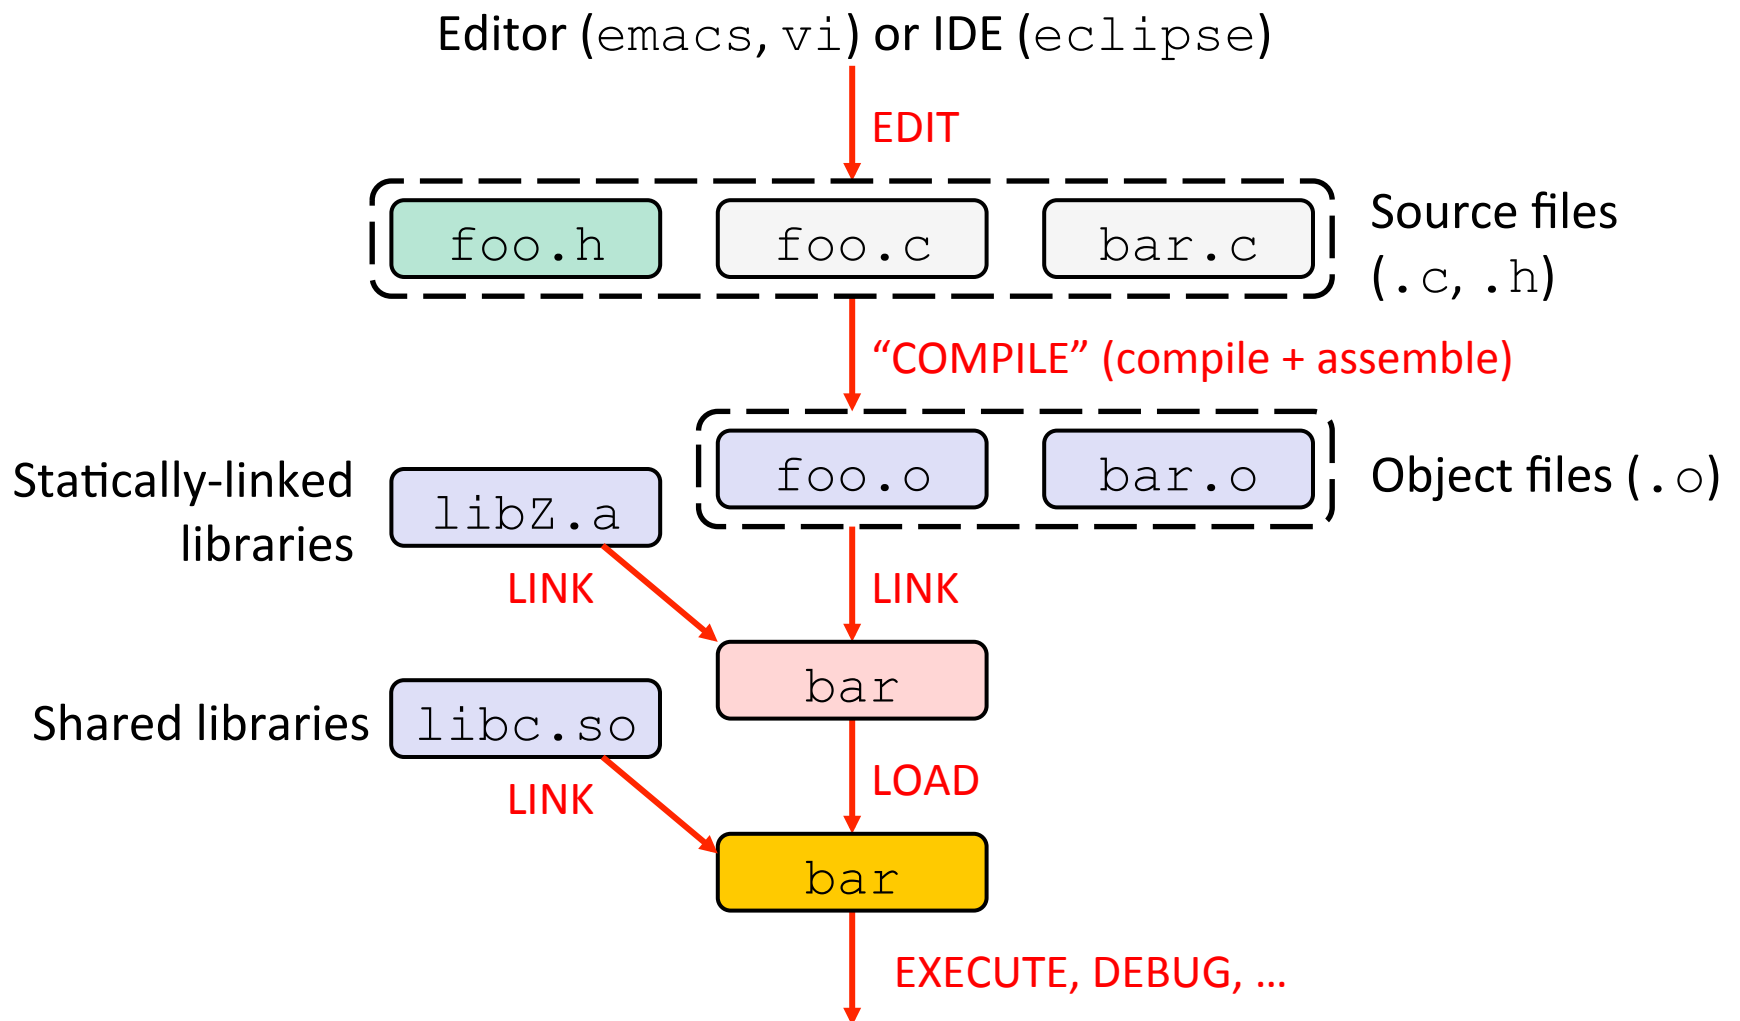 Editor (emacs, vi) or IDE (eclipse)
EDIT
foo.h
foo.c
bar.c
Source files
(.c, .h)
“COMPILE” (compile + assemble)
Statically-linked
libraries
libZ.a
foo.o
bar.o
Object files (.o)
LINK
LINK
bar
Shared libraries
libc.so
LINK
LOAD
bar
EXECUTE, DEBUG, …